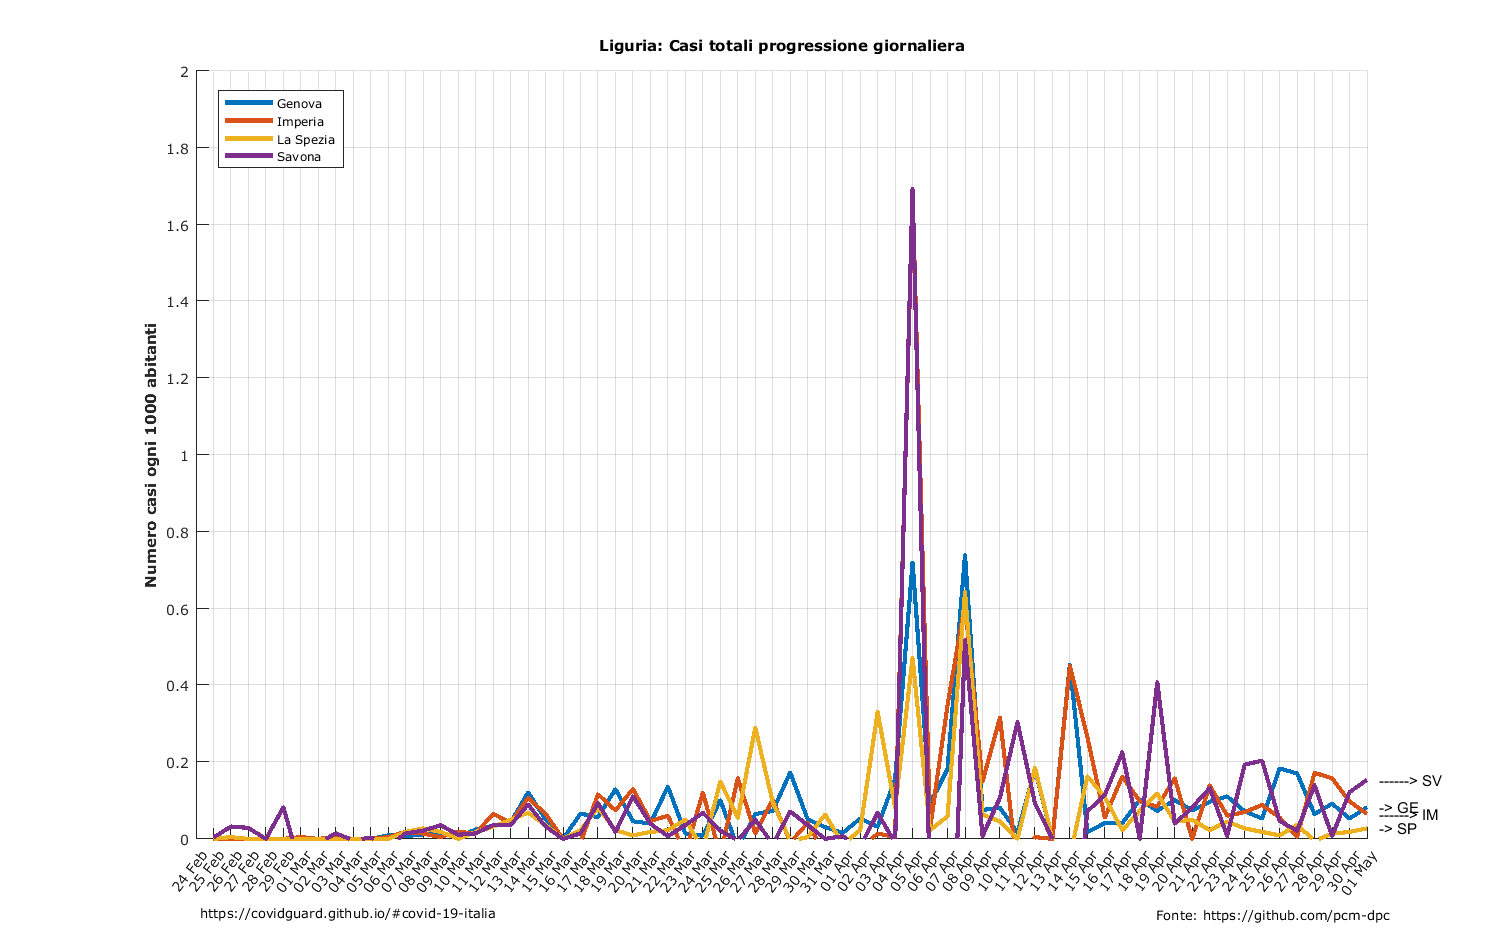 Liguria: Casi totali progressione giornaliera
Numero casi ogni 1000 abitanti
2
1.8
1.6
1.4
1.2
1
0.8
0.6
0.4
0.2
0
Genova
Imperia
La Spezia
Savona
------> SV
-> GE
------> IM
-> SP
24 Feb
25 Feb
26 Feb
27 Feb
28 Feb
29 Feb
01 Mar
02 Mar
03 Mar
04 Mar
05 Mar
06 Mar
07 Mar
08 Mar
09 Mar
10 Mar
11 Mar
12 Mar
13 Mar
14 Mar
15 Mar
16 Mar
17 Mar
18 Mar
19 Mar
20 Mar
21 Mar
22 Mar
23 Mar
24 Mar
25 Mar
26 Mar
27 Mar
28 Mar
29 Mar
30 Mar
31 Mar
01 Apr
02 Apr
03 Apr
04 Apr
05 Apr
06 Apr
07 Apr
08 Apr
09 Apr
10 Apr
11 Apr
12 Apr
13 Apr
14 Apr
15 Apr
16 Apr
17 Apr
18 Apr
19 Apr
20 Apr
21 Apr
22 Apr
23 Apr
24 Apr
25 Apr
26 Apr
27 Apr
28 Apr
29 Apr
30 Apr
01 May
https://covidguard.github.io/#covid-19-italia
Fonte: https://github.com/pcm-dpc